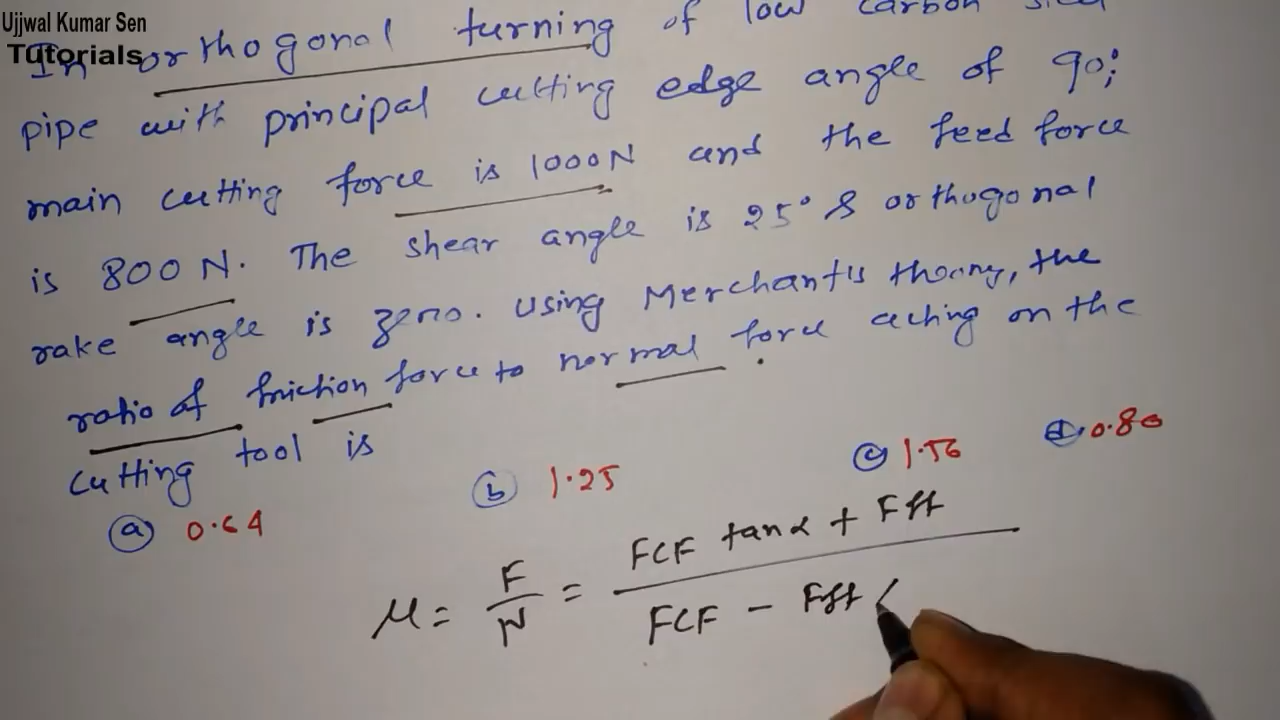 Ujjwal Kumar Sen
Tutorials
In orthogonal turning of low carbon steel
pipe with principal cutting edge angle of 90°;
main cutting force is 1000N and the feed force
is 800 N. The shear angle is 25° & orthogonal
rake angle is zero. using Merchant's theory, the
ratio of friction force to normal force acting on the
cutting tool is
(a) 0.64 (b) 1.25 (c) 1.56 (d) 0.80
μ = F/N = FCF tanα + Fff / FCF - Fff